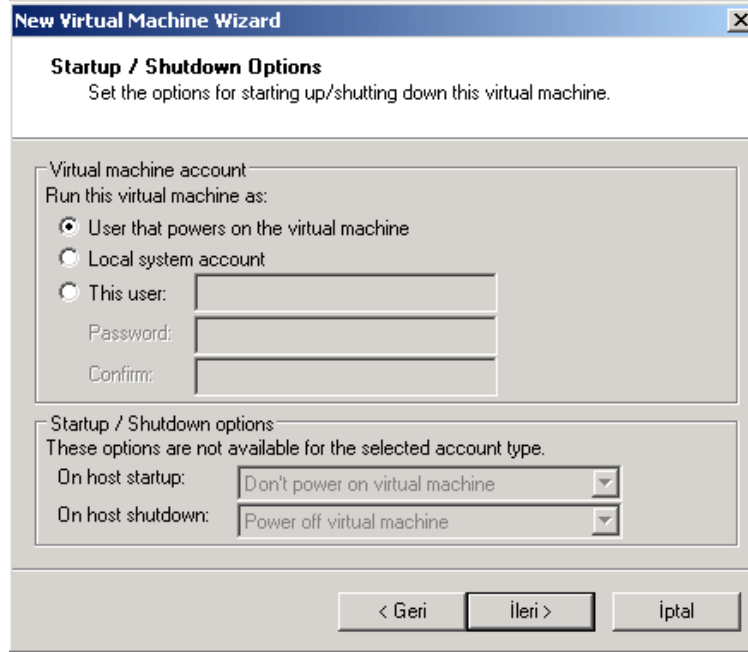 New Virtual Machine Wizard
Startup / Shutdown Options
Set the options for starting up/shutting down this virtual machine.
Virtual machine account
Run this virtual machine as:
User that powers on the virtual machine
Local system account
This user:
Password:
Confirm:
Startup / Shutdown options
These options are not available for the selected account type.
On host startup: Don't power on virtual machine
On host shutdown: Power off virtual machine
< Geri İleri > İptal